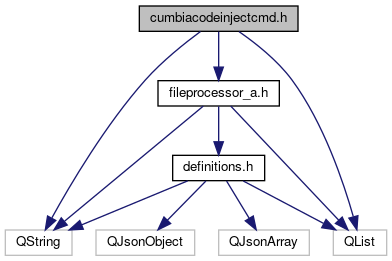 cumbiacodeinjectcmd.h
fileprocessor_a.h
definitions.h
QString
QJsonObject
QJsonArray
QList